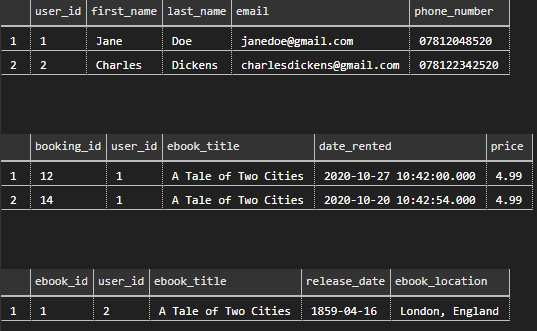 user_id first_name last_name email phone_number
1 1 Jane Doe janedoe@gmail.com 07812048520
2 2 Charles Dickens charlesdickens@gmail.com 078122342520
booking_id user_id ebook_title date_rented price
1 12 1 A Tale of Two Cities 2020-10-27 10:42:00.000 4.99
2 14 1 A Tale of Two Cities 2020-10-20 10:42:54.000 4.99
ebook_id user_id ebook_title release_date ebook_location
1 1 2 A Tale of Two Cities 1859-04-16 London, England